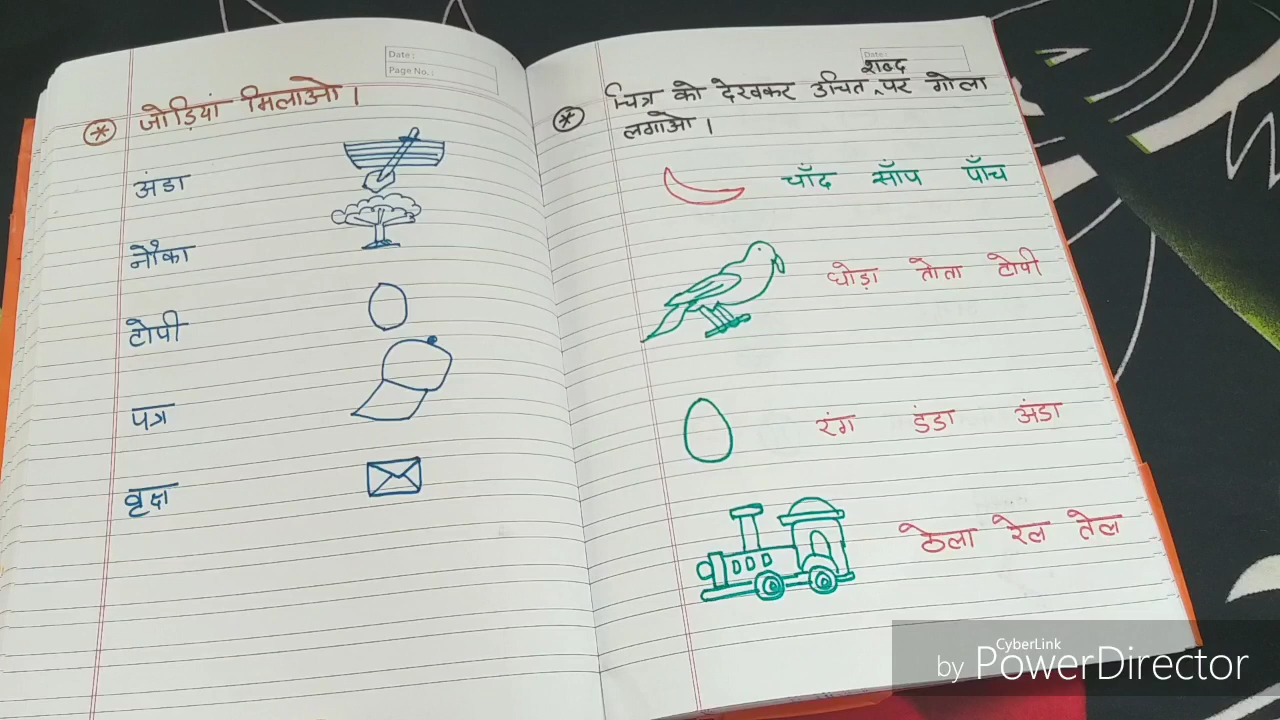 Date :
Page No. :
जोड़ियां मिलाओ।
अंडा
नौका
टोपी
पत्र
वृक्ष
Date :
चित्र को देखकर उचित शब्द पर गोला
लगाओ।
चाँद साँप पाँच
घोड़ा तोता टोपी
रंग डंडा अंडा
ठेला रेल तेल
CyberLink
by PowerDirector